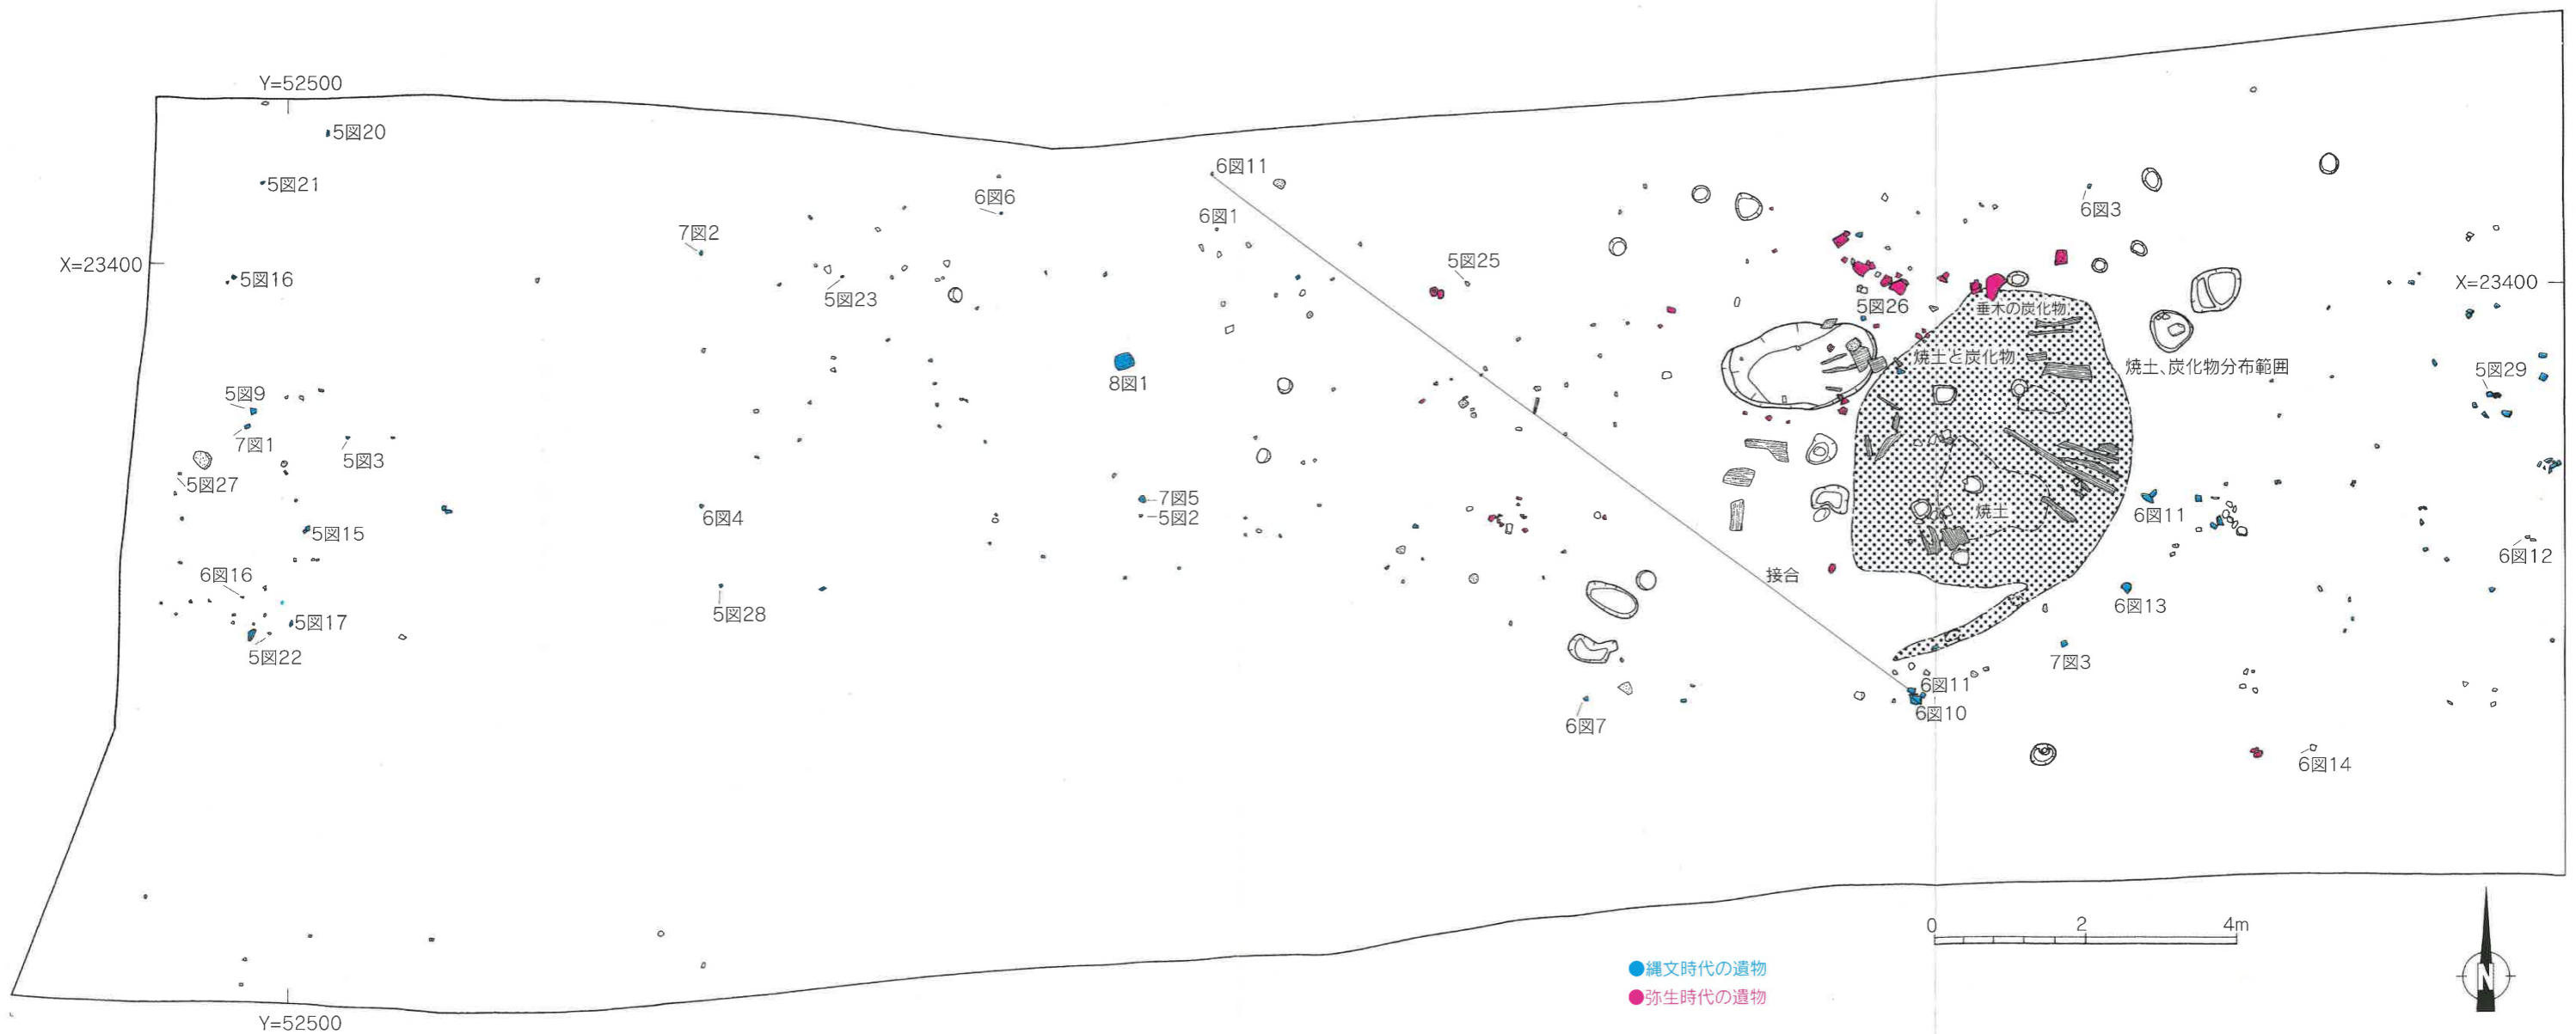 Y=52500
5図20
5図21
X=23400
5図16
7図2
6図6
5図23
6図11
6図1
5図25
6図3
5図26
垂木の炭化物
X=23400
焼土と炭化物
焼土、炭化物分布範囲
8図1
5図29
5図9
7図1
5図3
5図27
5図15
6図4
7図5
5図2
焼土
6図11
6図12
6図16
5図17
5図22
5図28
接合
6図13
7図3
6図7
6図11
6図10
6図14
0 2 4m
●縄文時代の遺物
●弥生時代の遺物
N
Y=52500